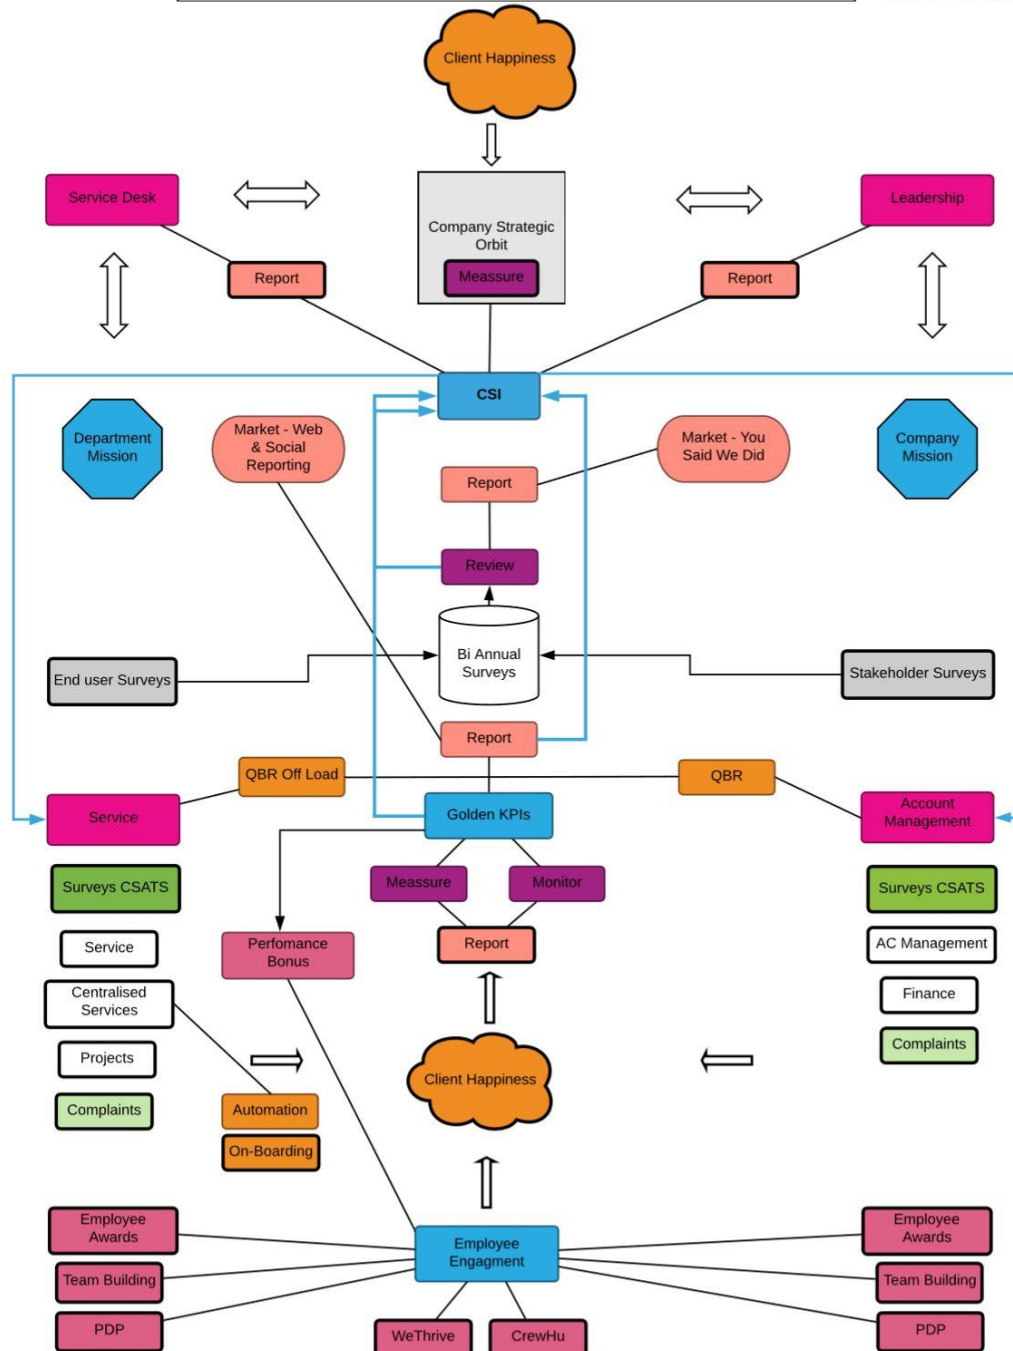 Client Happiness
Service Desk
Company Strategic
Orbit
Leadership
Report
Meassure
Report
CSI
Department
Mission
Market - Web
& Social
Reporting
Market - You
Said We Did
Company
Mission
Report
Review
Bi Annual
Surveys
End user Surveys
Stakeholder Surveys
Report
QBR Off Load
QBR
Service
Golden KPIs
Account
Management
Surveys CSATS
Meassure
Monitor
Surveys CSATS
Service
Perfomance
Bonus
Report
AC Management
Centralised
Services
Finance
Projects
Complaints
Client Happiness
Complaints
Automation
On-Boarding
Employee
Awards
Employee
Engagment
Employee
Awards
Team Building
Team Building
PDP
WeThrive
CrewHu
PDP